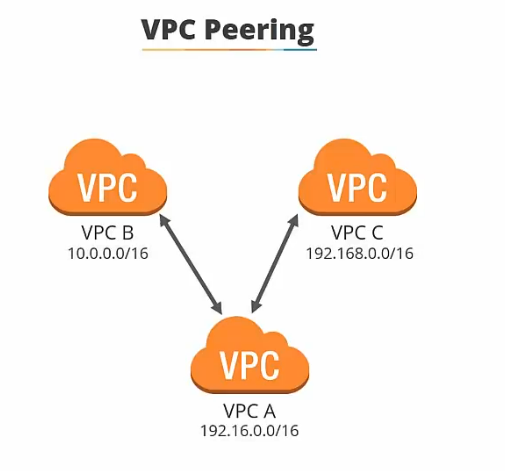 VPC Peering
VPC
VPC
VPC B
10.0.0.0/16
VPC C
192.168.0.0/16
VPC
VPC A
192.16.0.0/16